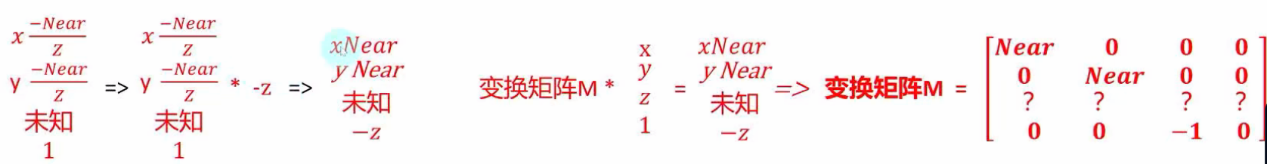 x −Near/z x −Near/z xNear x xNear [Near 0 0 0]
y −Near/z => y −Near/z * -z => y Near 变换矩阵M * y = y Near => 变换矩阵M = [0 Near 0 0]
未知 未知 未知 z 未知 [? ? ? ?]
1 1 −z 1 −z [0 0 −1 0]